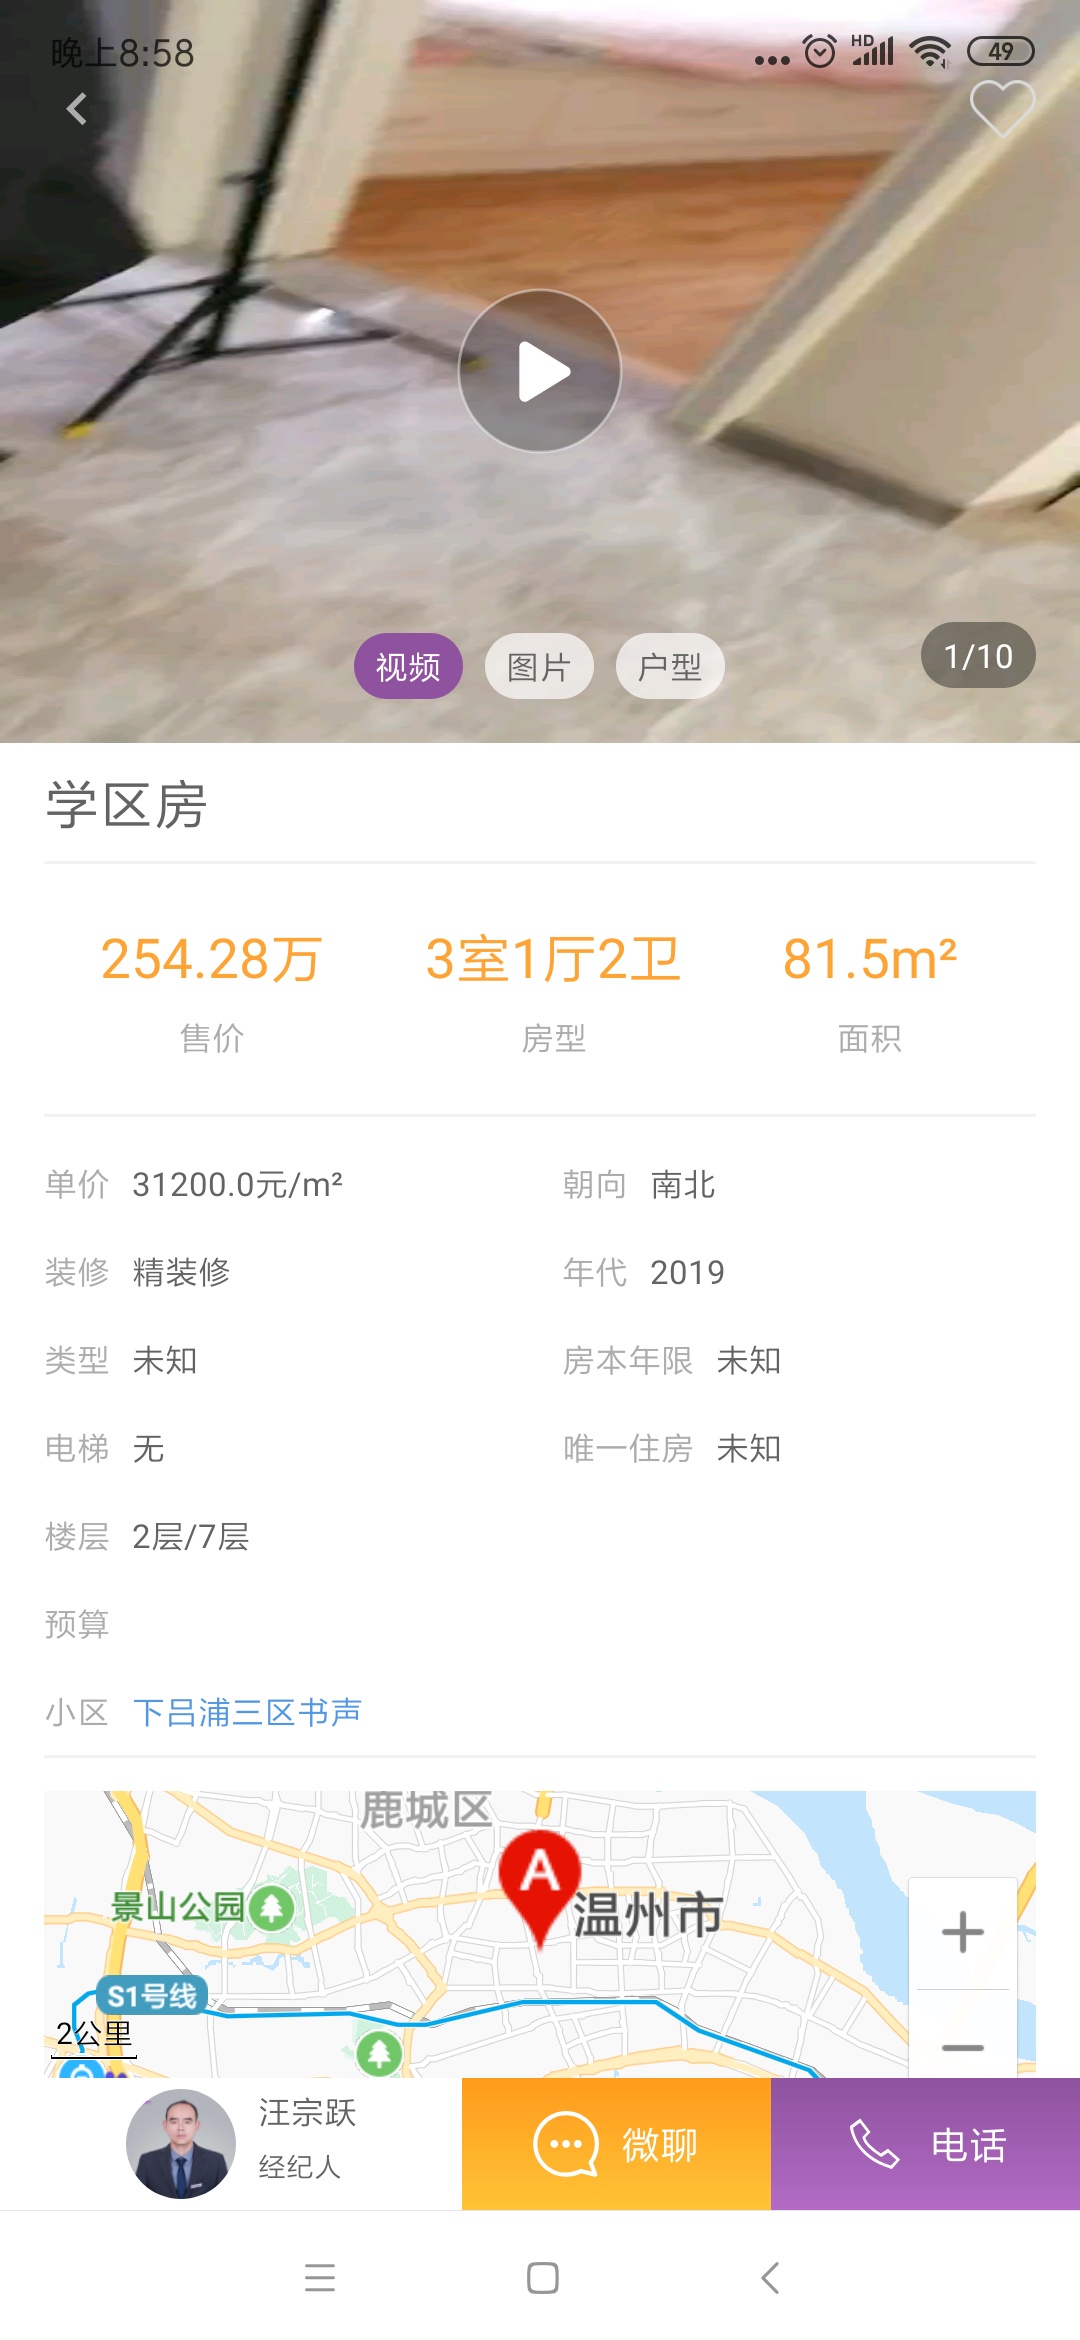 晚上8:58
HD
49
视频
图片
户型
1/10
学区房
254.28万
3室1厅2卫
81.5m²
售价
房型
面积
单价 31200.0元/m²
朝向 南北
装修 精装修
年代 2019
类型 未知
房本年限 未知
电梯 无
唯一住房 未知
楼层 2层/7层
预算
小区 下吕浦三区书声
鹿城区
A
景山公园
温州市
S1号线
2公里
汪宗跃
经纪人
微聊
电话